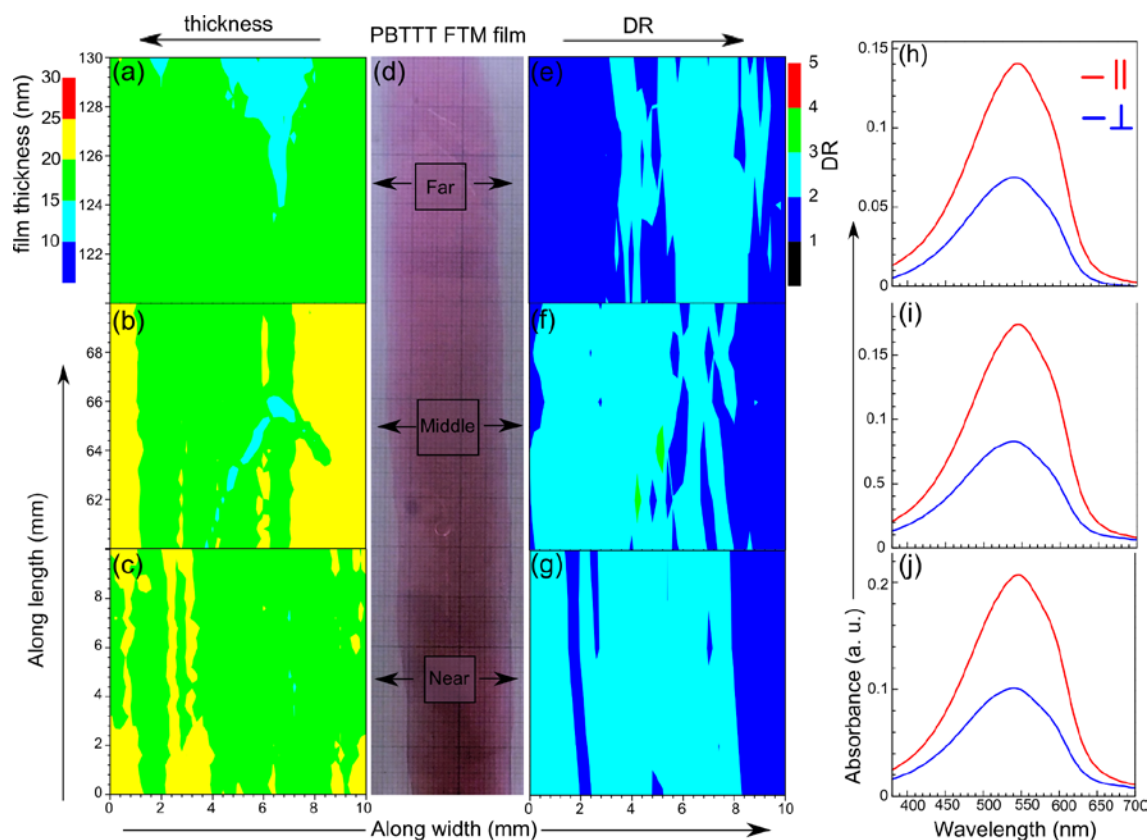 thickness
PBTTT FTM film
DR
film thickness (nm)
30
25
20
15
10
(a)
130
128
126
124
122
(b)
68
66
64
62
(c)
8
6
4
2
0
0 2 4 6 8 10
Along length (mm)
(d)
Far
Middle
Near
(e)
5
4
3
2
1
DR
(f)
(g)
0 2 4 6 8 10
Along width (mm)
(h)
||
⊥
0.15
0.1
0.05
0
(i)
0.15
0.1
0.5
0
(j)
0.2
0.1
0
400 450 500 550 600 650 700
Absorbance (a. u.)
Wavelength (nm)